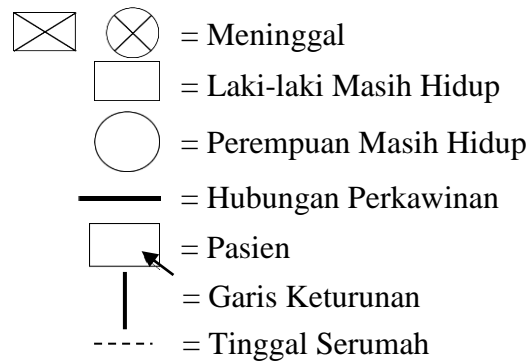 = Meninggal
= Laki-laki Masih Hidup
= Perempuan Masih Hidup
= Hubungan Perkawinan
= Pasien
= Garis Keturunan
= Tinggal Serumah